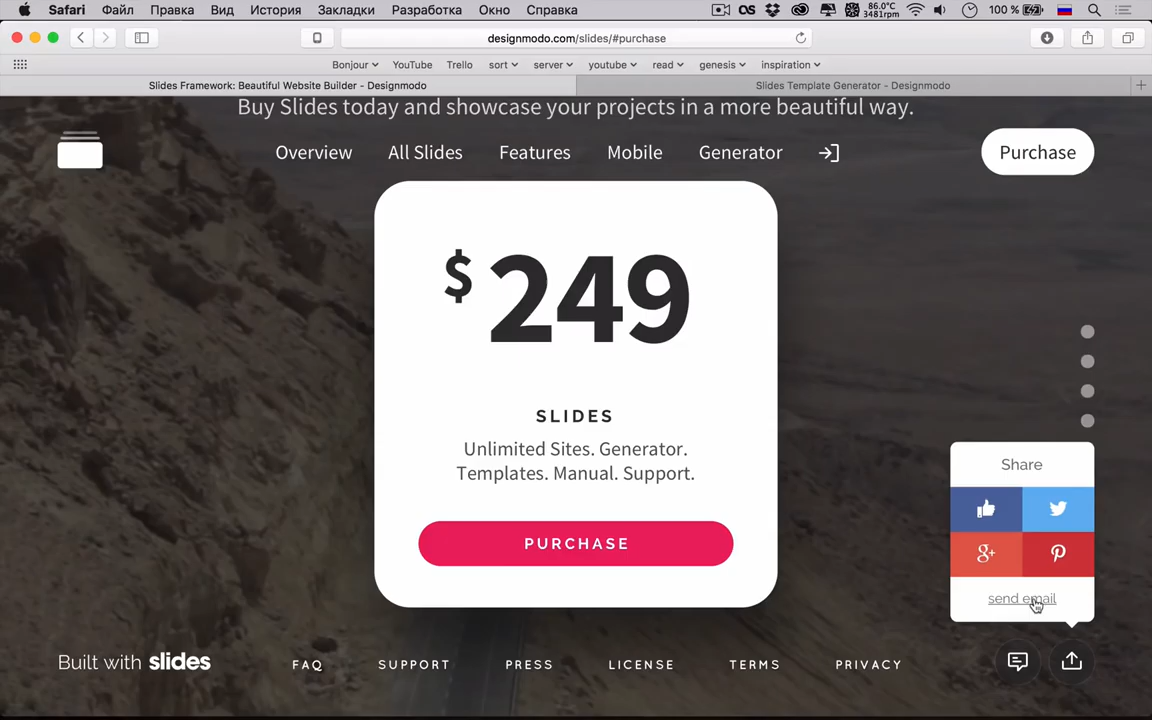 Safari Файл Правка Вид История Закладки Разработка Окно Справка 86.0°C 3481rpm 100 %
designmodo.com/slides/#purchase
Bonjour YouTube Trello sort server youtube read genesis inspiration
Slides Framework: Beautiful Website Builder - Designmodo Slides Template Generator - Designmodo
Buy Slides today and showcase your projects in a more beautiful way.
Overview All Slides Features Mobile Generator Purchase
$249
SLIDES
Unlimited Sites. Generator.
Templates. Manual. Support.
PURCHASE
Share
g+
send email
Built with slides FAQ SUPPORT PRESS LICENSE TERMS PRIVACY